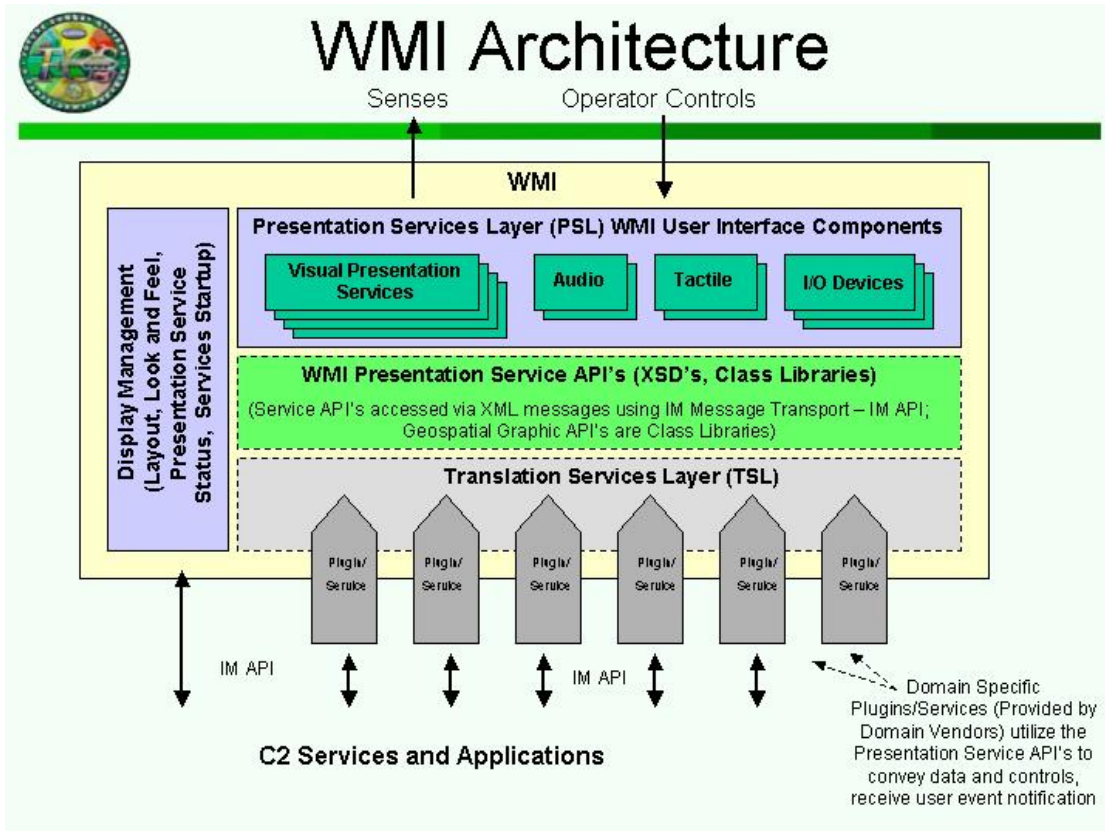 WMI Architecture
Senses
Operator Controls
WMI
Display Management
(Layout, Look and Feel,
Presentation Service
Status, Services Startup)
Presentation Services Layer (PSL) WMI User Interface Components
Visual Presentation
Services
Audio
Tactile
I/O Devices
WMI Presentation Service API's (XSD's, Class Libraries)
(Service API's accessed via XML messages using IM Message Transport – IM API;
Geospatial Graphic API's are Class Libraries)
Translation Services Layer (TSL)
Plugin/
Service
Plugin/
Service
Plugin/
Service
Plugin/
Service
Plugin/
Service
Plugin/
Service
IM API
IM API
C2 Services and Applications
Domain Specific
Plugins/Services (Provided by
Domain Vendors) utilize the
Presentation Service API's to
convey data and controls,
receive user event notification